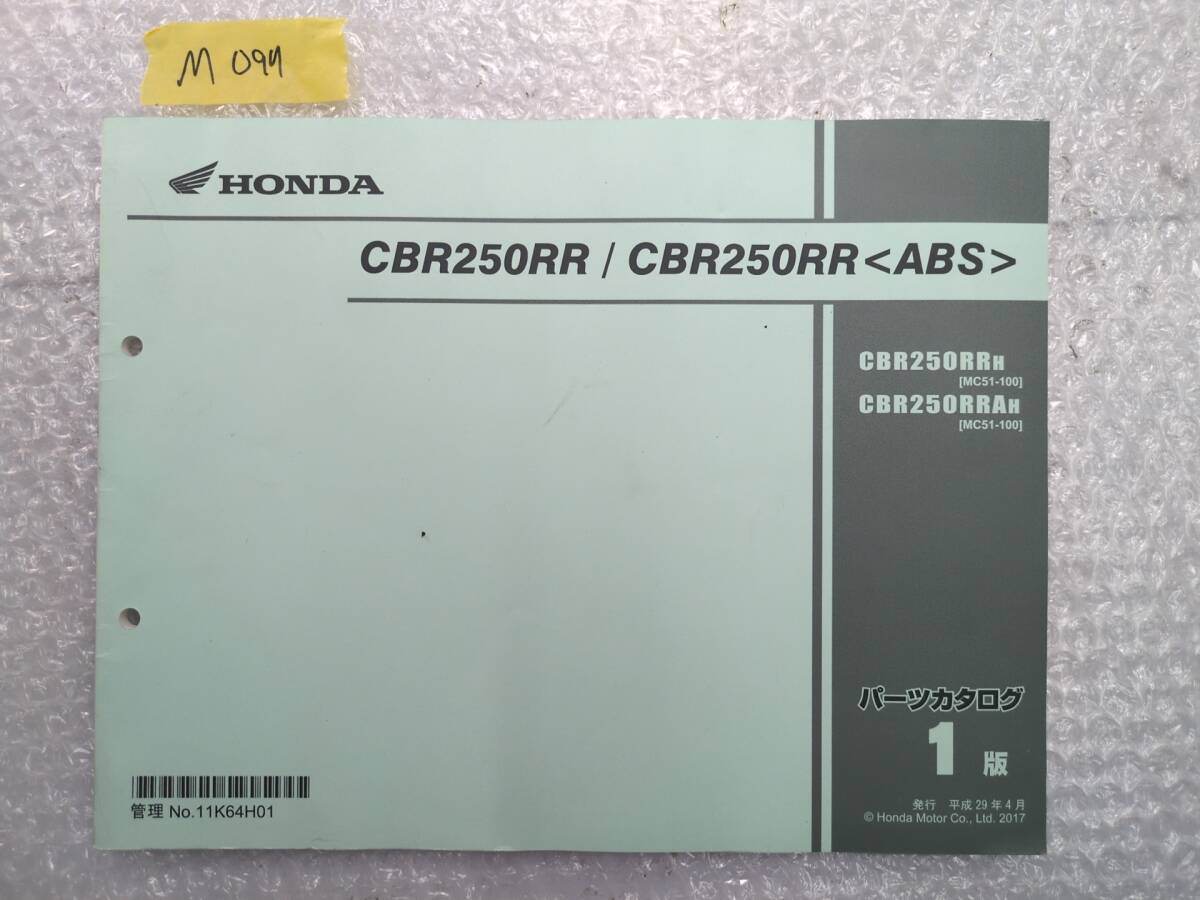 M 094
HONDA
CBR250RR / CBR250RR<ABS>
CBR250RRH
[MC51-100]
CBR250RRAH
[MC51-100]
パーツカタログ
1 版
発行 平成 29 年 4 月
© Honda Motor Co., Ltd. 2017
管理 No.11K64H01